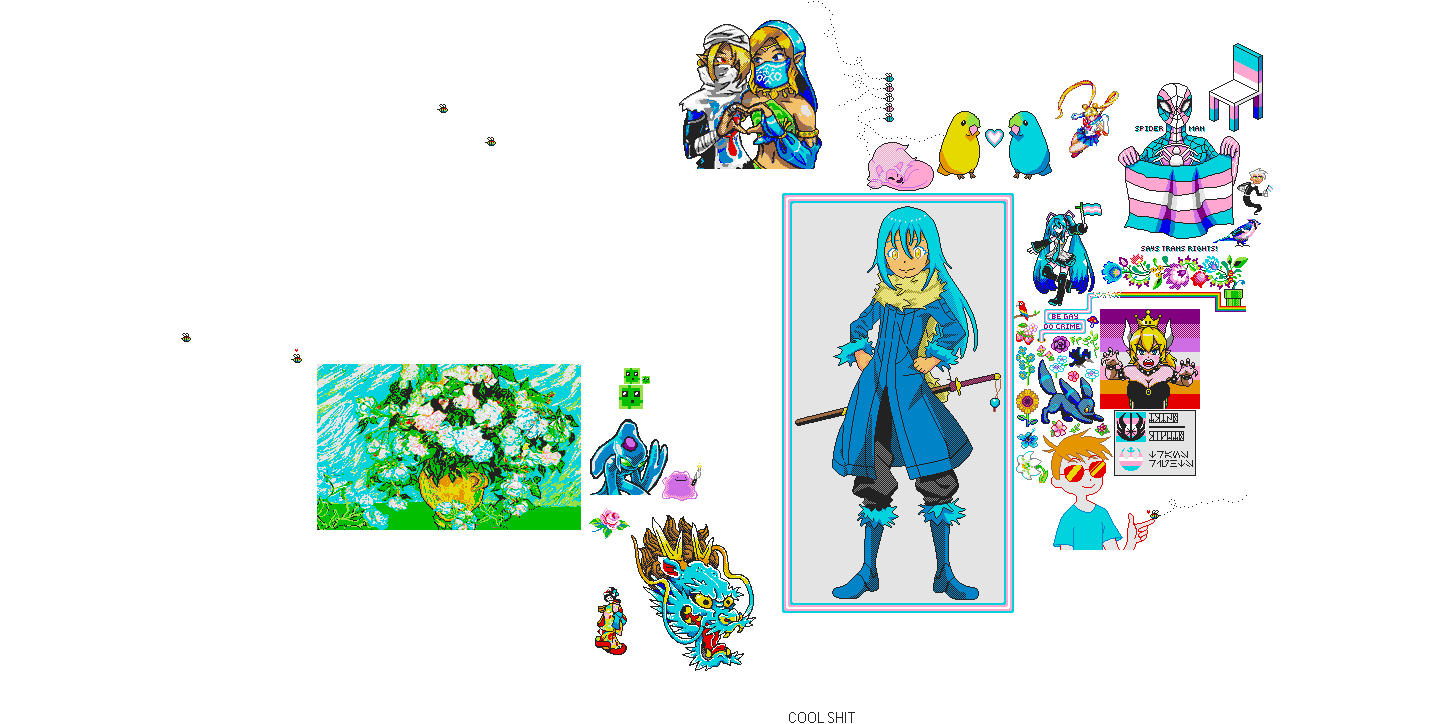 SPIDER MAN
SAYS TRANS RIGHTS!
BE GAY
DO CRIME!
COOL SHIT